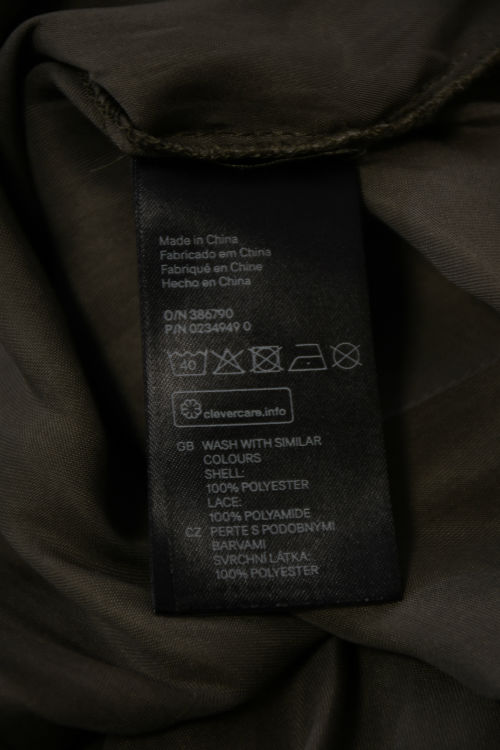 Made in China
Fabricado em China
Fabriqué en Chine
Hecho en China
O/N 386790
P/N 0234949 0
40
clevercare.info
GB WASH WITH SIMILAR
COLOURS
SHELL:
100% POLYESTER
LACE:
100% POLYAMIDE
CZ PERTE S PODOBNÝMI
BARVAMI
SVRCHNÍ LÁTKA:
100% POLYESTER